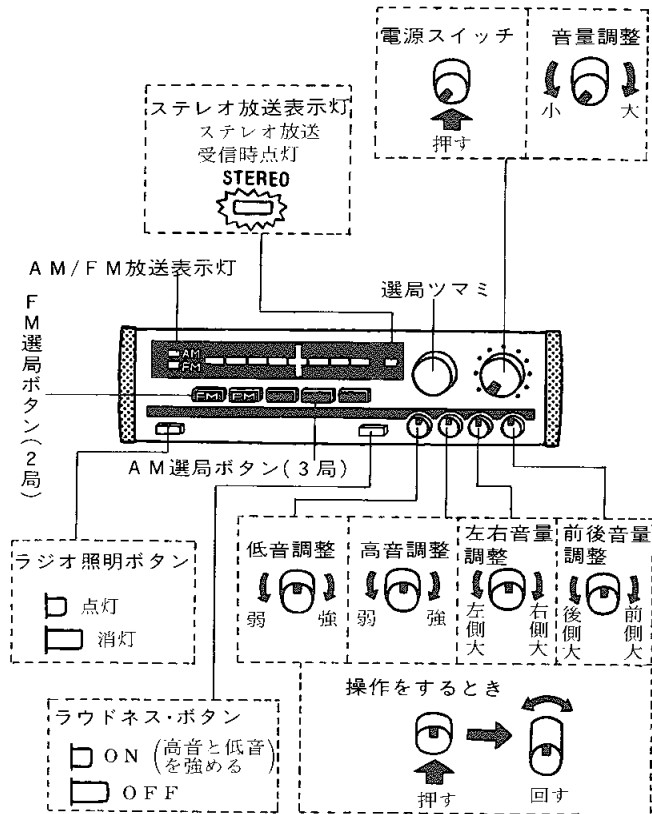 電源スイッチ
押す
音量調整
小 大
ステレオ放送表示灯
ステレオ放送
受信時点灯
STEREO
AM/FM放送表示灯
選局ツマミ
FM選局ボタン(2局)
AM
FM
FM FM
AM選局ボタン(3局)
ラジオ照明ボタン
点灯
消灯
低音調整
弱 強
高音調整
弱 強
左右音量
調整
左側大 右側大
前後音量
調整
後側大 前側大
ラウドネス・ボタン
ON (高音と低音
を強める)
OFF
操作をするとき
押す 回す